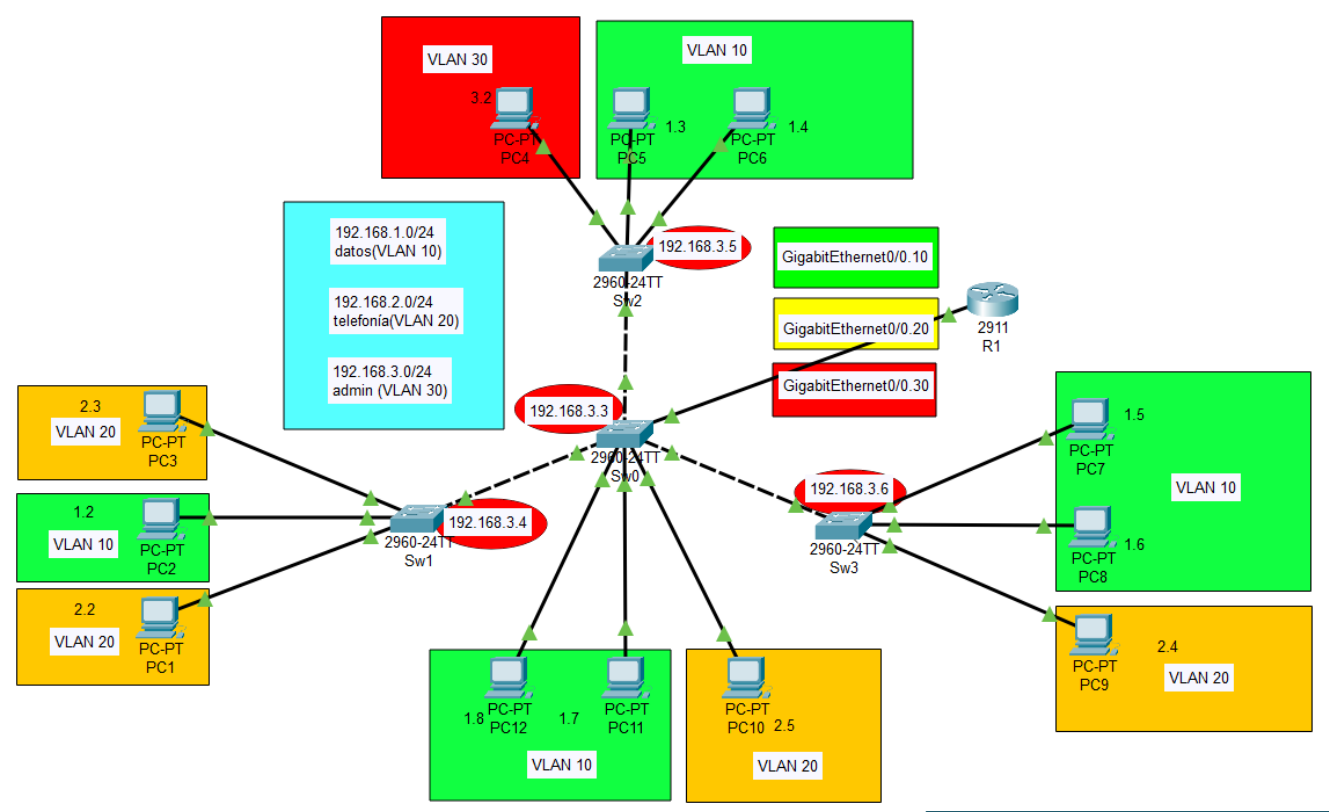 VLAN 30
VLAN 10
3.2
PC-PT
PC4
1.3
PC-PT
PC5
1.4
PC-PT
PC6
192.168.1.0/24
datos(VLAN 10)
192.168.2.0/24
telefonía(VLAN 20)
192.168.3.0/24
admin (VLAN 30)
192.168.3.5
2960-24TT
Sw2
GigabitEthernet0/0.10
GigabitEthernet0/0.20
GigabitEthernet0/0.30
2911
R1
192.168.3.3
2960-24TT
Sw0
2.3
VLAN 20
PC-PT
PC3
1.2
VLAN 10
PC-PT
PC2
2.2
VLAN 20
PC-PT
PC1
192.168.3.4
2960-24TT
Sw1
192.168.3.6
2960-24TT
Sw3
1.5
PC-PT
PC7
VLAN 10
1.6
PC-PT
PC8
2.4
PC-PT
PC9
VLAN 20
1.8
PC-PT
PC12
1.7
PC-PT
PC11
VLAN 10
PC-PT
PC10
2.5
VLAN 20